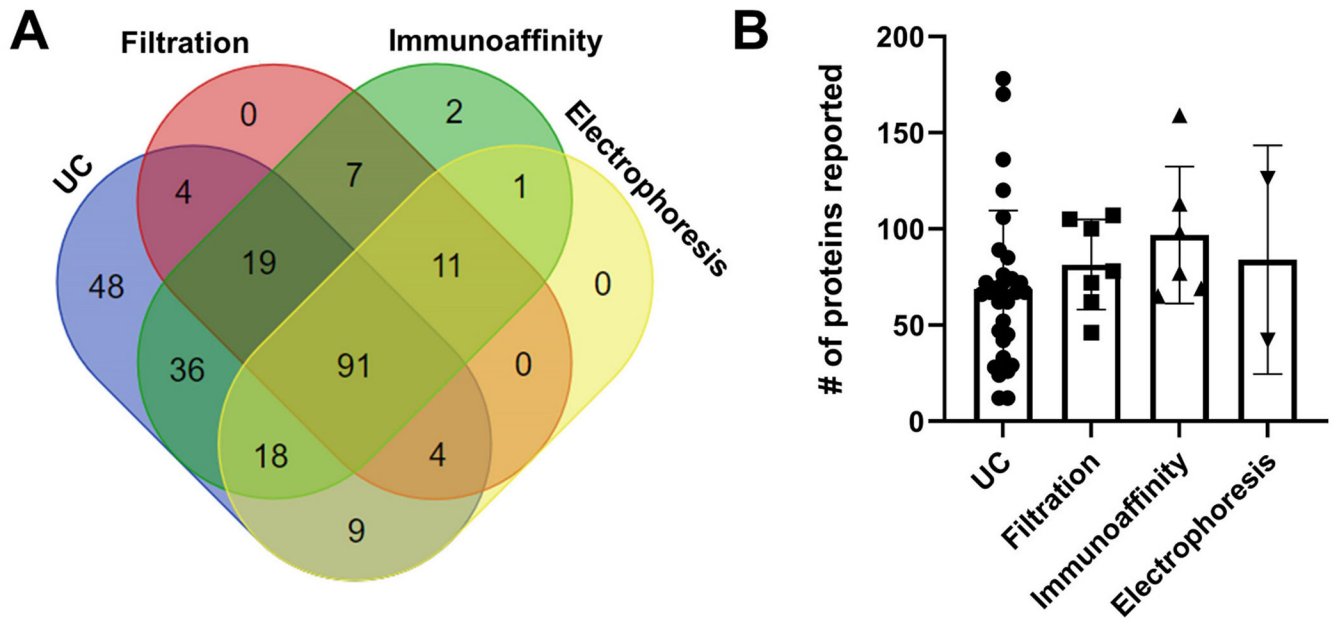 A
Filtration
Immunoaffinity
UC
Electrophoresis
0
2
4
7
1
48
19
11
0
36
91
0
18
4
9
B
# of proteins reported
200
150
100
50
0
UC
Filtration
Immunoaffinity
Electrophoresis